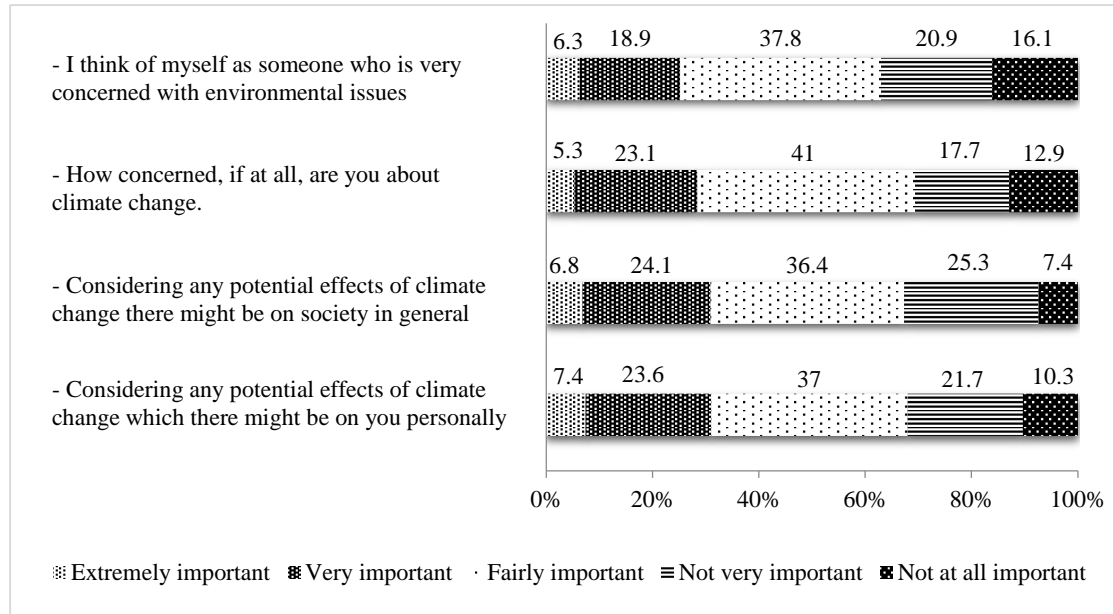 6.3 18.9 37.8 20.9 16.1
- I think of myself as someone who is very
concerned with environmental issues
5.3 23.1 41 17.7 12.9
- How concerned, if at all, are you about
climate change.
6.8 24.1 36.4 25.3 7.4
- Considering any potential effects of climate
change there might be on society in general
7.4 23.6 37 21.7 10.3
- Considering any potential effects of climate
change which there might be on you personally
0% 20% 40% 60% 80% 100%
Extremely important Very important Fairly important Not very important Not at all important